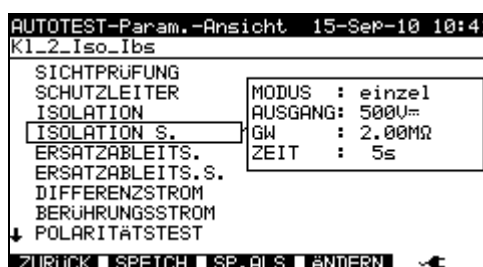 AUTOTEST-Param.-Ansicht 15-Sep-10 10:4
Kl_2_Iso_Ibs
SICHTPRüFUNG
SCHUTZLEITER
ISOLATION
ISOLATION S.
ERSATZABLEITS.
ERSATZABLEITS.S.
DIFFERENZSTROM
BERüHRUNGSSTROM
POLARITäTSTEST
MODUS : einzel
AUSGANG: 500V⎓
GW : 2.00MΩ
ZEIT : 5s
ZURüCK SPEICH SP.ALS äNDERN